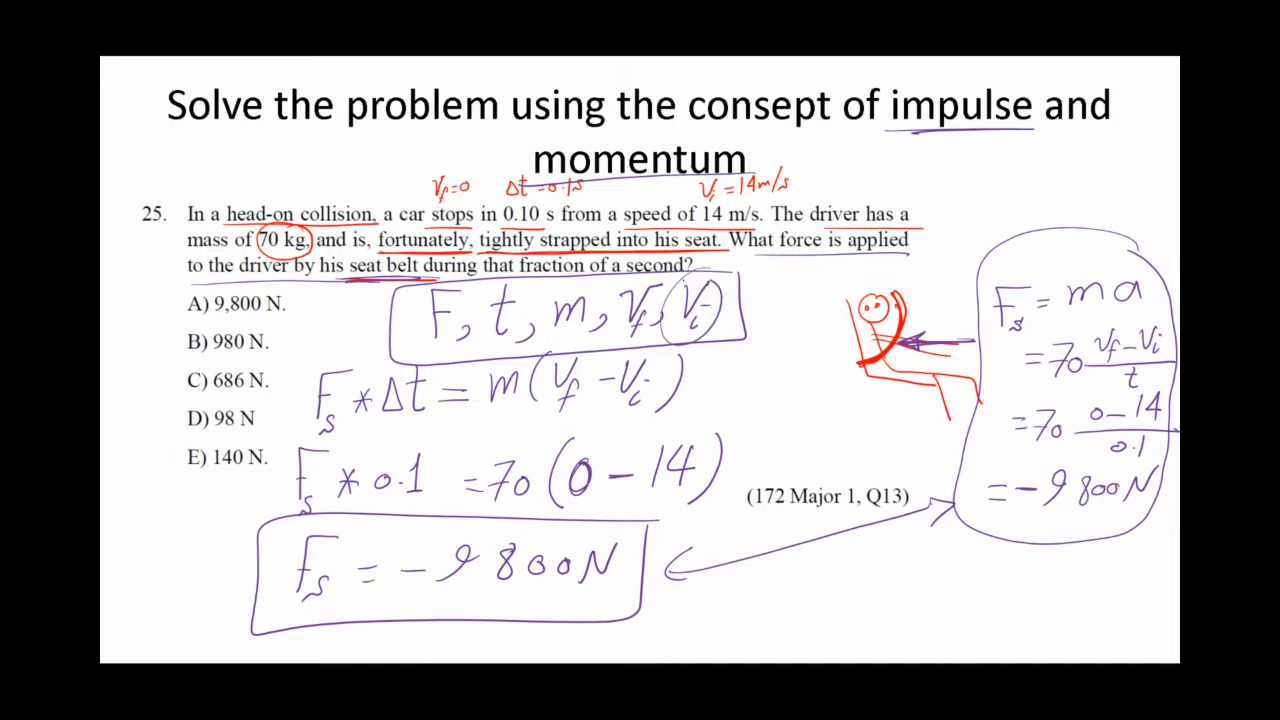 Solve the problem using the consept of impulse and
momentum
Vf=0 Δt=0.1s Vi=14m/s
25. In a head-on collision, a car stops in 0.10 s from a speed of 14 m/s. The driver has a
mass of 70 kg, and is, fortunately, tightly strapped into his seat. What force is applied
to the driver by his seat belt during that fraction of a second?
A) 9,800 N.
B) 980 N.
C) 686 N.
D) 98 N
E) 140 N.
(172 Major 1, Q13)
F, t, m, Vf, Vi
Fs * Δt = m(Vf - Vi)
Fs * 0.1 = 70(0 - 14)
Fs = -9800N
Fs = ma
= 70 (Vf - Vi)/t
= 70 (0 - 14)/0.1
= -9800N